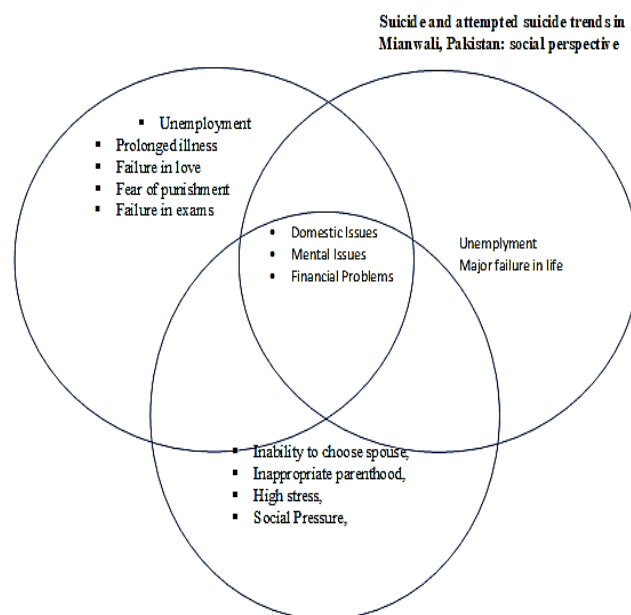 Suicide and attempted suicide trends in
Mianwali, Pakistan: social perspective
▪ Unemployment
▪ Prolonged illness
▪ Failure in love
▪ Fear of punishment
▪ Failure in exams
• Domestic Issues
• Mental Issues
• Financial Problems
Unemplyment
Major failure in life
▪ Inability to choose spouse,
▪ Inappropriate parenthood,
▪ High stress,
▪ Social Pressure,